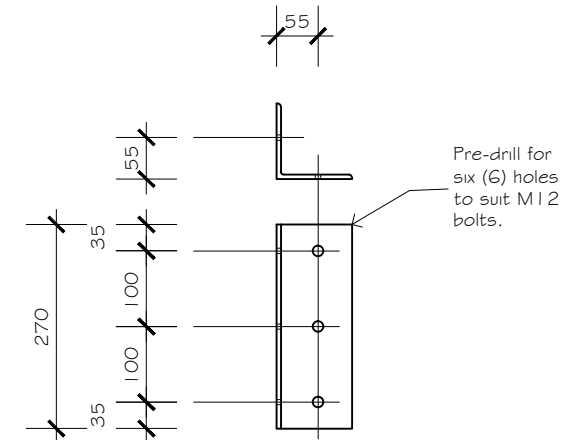 55
55
Pre-drill for
six (6) holes
to suit M12
bolts.
35
100
270
100
35